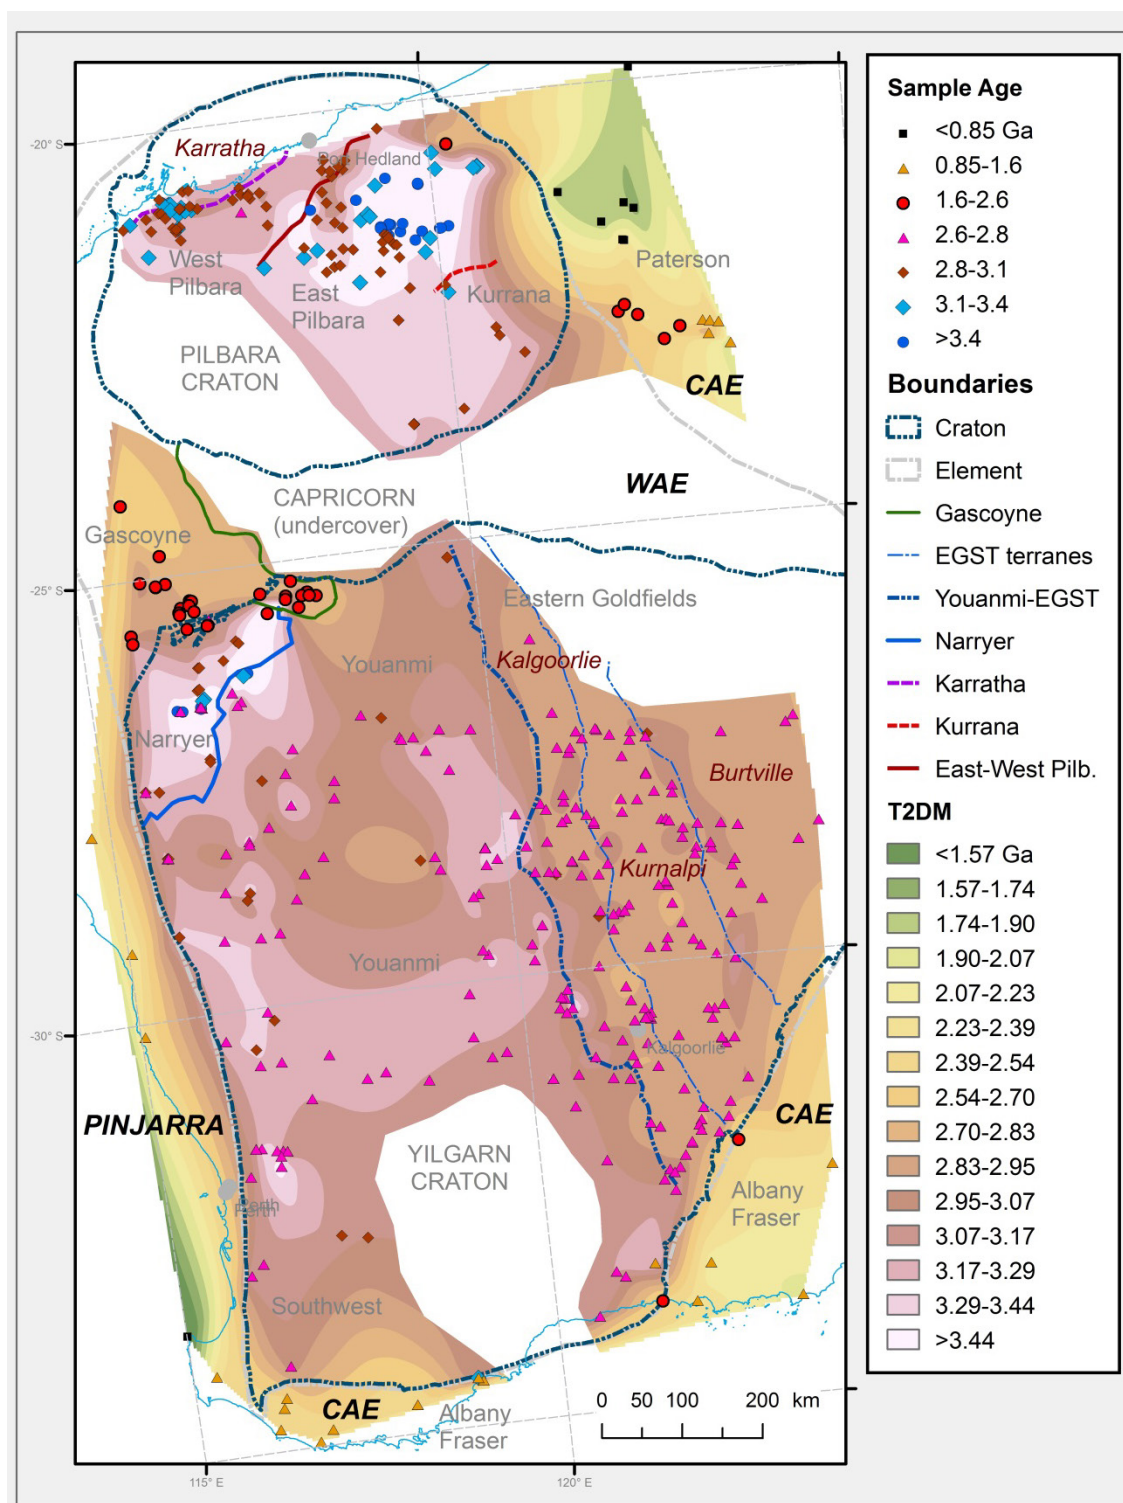 -20° S
-25° S
-30° S
115° E
120° E
Karratha
Port Hedland
West
Pilbara
East
Pilbara
Kurrana
Paterson
PILBARA
CRATON
CAE
WAE
CAPRICORN
(undercover)
Gascoyne
Eastern Goldfields
Youanmi
Kalgoorlie
Narryer
Burtville
Kurnalpi
Youanmi
Kalgoorlie
PINJARRA
CAE
YILGARN
CRATON
Albany
Fraser
Perth
Perth
Southwest
0 50 100 200 km
CAE
Albany
Fraser
Sample Age
<0.85 Ga
0.85-1.6
1.6-2.6
2.6-2.8
2.8-3.1
3.1-3.4
>3.4
Boundaries
Craton
Element
Gascoyne
EGST terranes
Youanmi-EGST
Narryer
Karratha
Kurrana
East-West Pilb.
T2DM
<1.57 Ga
1.57-1.74
1.74-1.90
1.90-2.07
2.07-2.23
2.23-2.39
2.39-2.54
2.54-2.70
2.70-2.83
2.83-2.95
2.95-3.07
3.07-3.17
3.17-3.29
3.29-3.44
>3.44